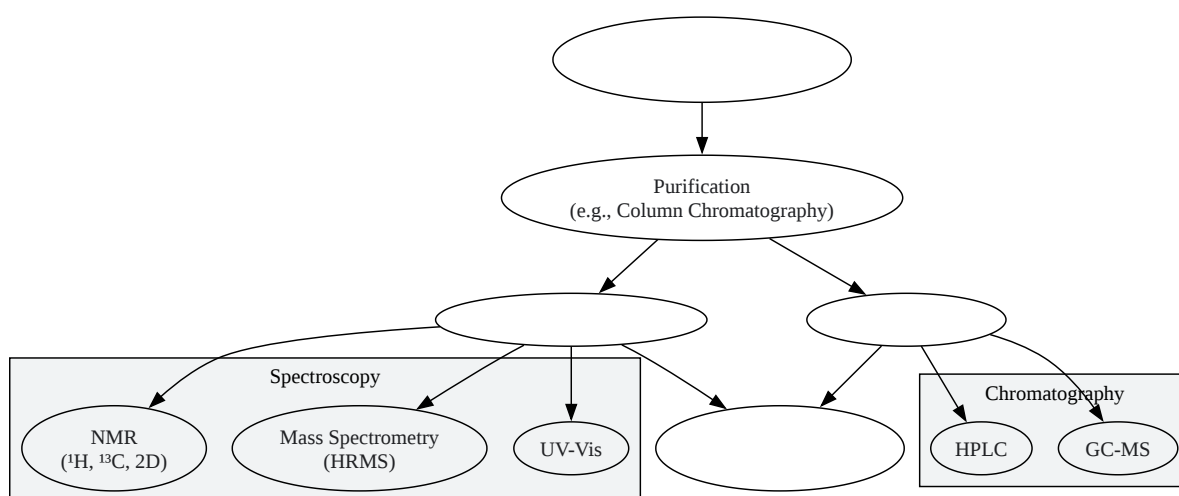 Purification
(e.g., Column Chromatography)
Spectroscopy
Chromatography
NMR
(¹H, ¹³C, 2D)
Mass Spectrometry
(HRMS)
UV-Vis
HPLC
GC-MS